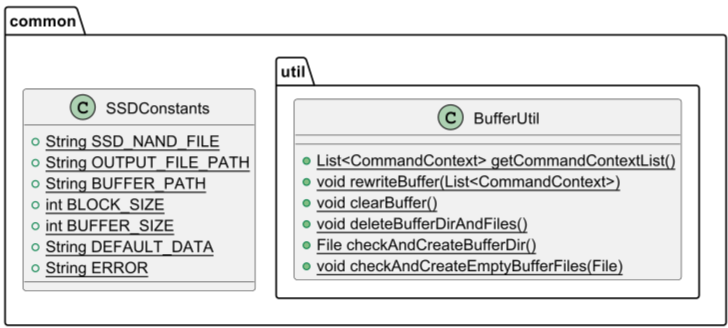 common
util
C SSDConstants
String SSD_NAND_FILE
String OUTPUT_FILE_PATH
String BUFFER_PATH
int BLOCK_SIZE
int BUFFER_SIZE
String DEFAULT_DATA
String ERROR
C BufferUtil
List<CommandContext> getCommandContextList()
void rewriteBuffer(List<CommandContext>)
void clearBuffer()
void deleteBufferDirAndFiles()
File checkAndCreateBufferDir()
void checkAndCreateEmptyBufferFiles(File)